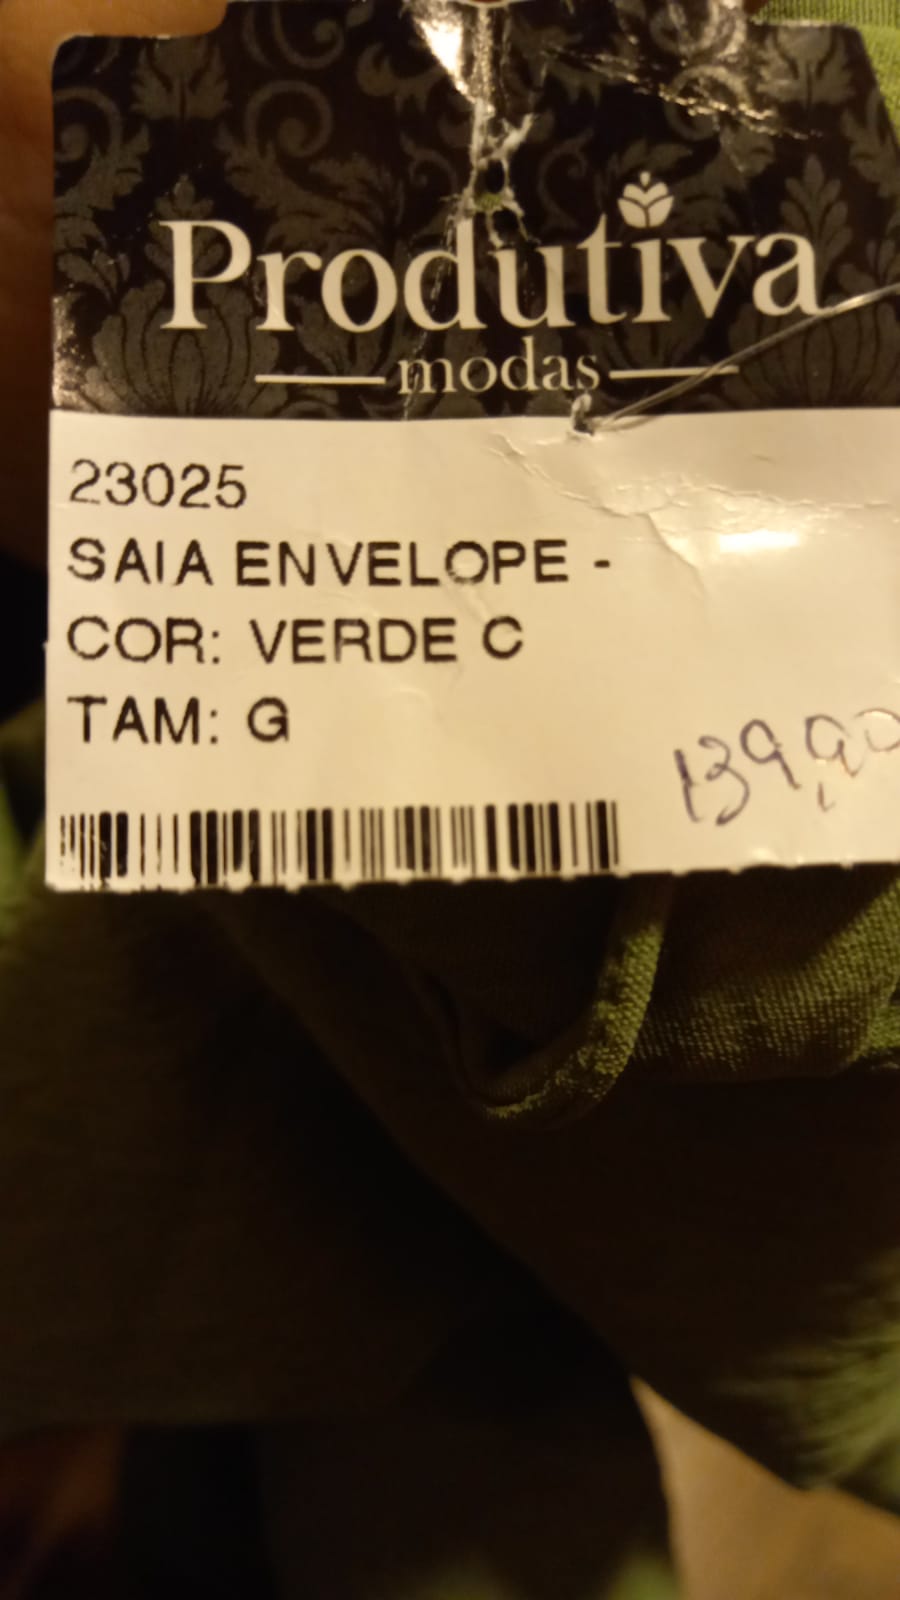 Produtiva
modas
23025
SAIA ENVELOPE -
COR: VERDE C
TAM: G
139,90